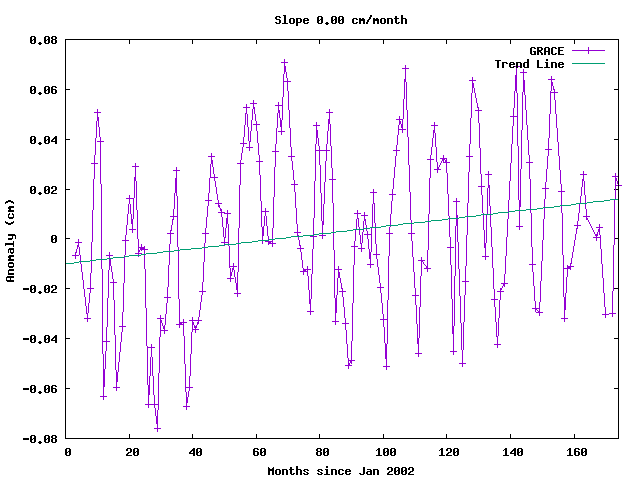 Slope 0.00 cm/month
GRACE
Trend Line
Anomaly (cm)
0.08
0.06
0.04
0.02
0
-0.02
-0.04
-0.06
-0.08
0 20 40 60 80 100 120 140 160
Months since Jan 2002